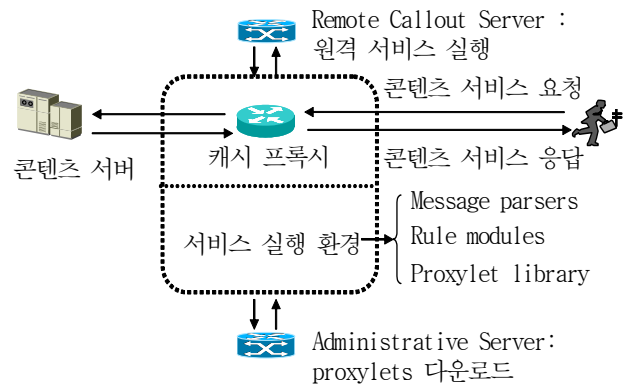 Remote Callout Server :
원격 서비스 실행
콘텐츠 서비스 요청
콘텐츠 서버
캐시 프록시
콘텐츠 서비스 응답
서비스 실행 환경
Message parsers
Rule modules
Proxylet library
Administrative Server:
proxylets 다운로드